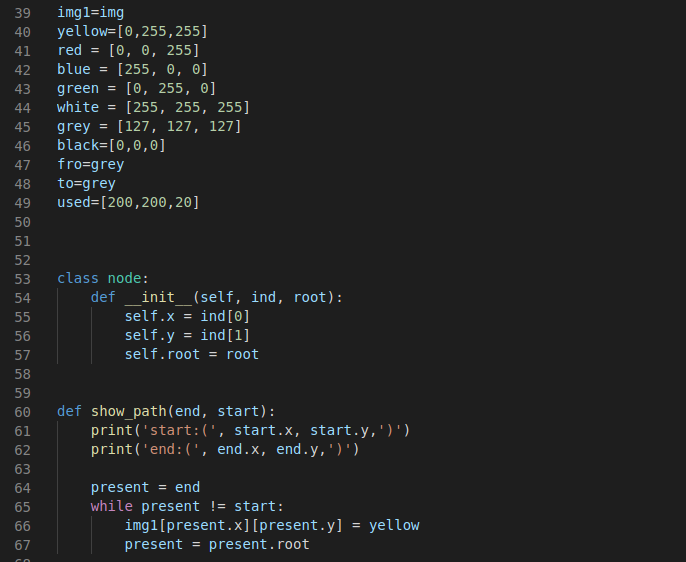 39 img1=img
40 yellow=[0,255,255]
41 red = [0, 0, 255]
42 blue = [255, 0, 0]
43 green = [0, 255, 0]
44 white = [255, 255, 255]
45 grey = [127, 127, 127]
46 black=[0,0,0]
47 fro=grey
48 to=grey
49 used=[200,200,20]
50
51
52
53 class node:
54     def __init__(self, ind, root):
55         self.x = ind[0]
56         self.y = ind[1]
57         self.root = root
58
59
60 def show_path(end, start):
61     print('start:(', start.x, start.y,')')
62     print('end:(', end.x, end.y,')')
63
64     present = end
65     while present != start:
66         img1[present.x][present.y] = yellow
67         present = present.root